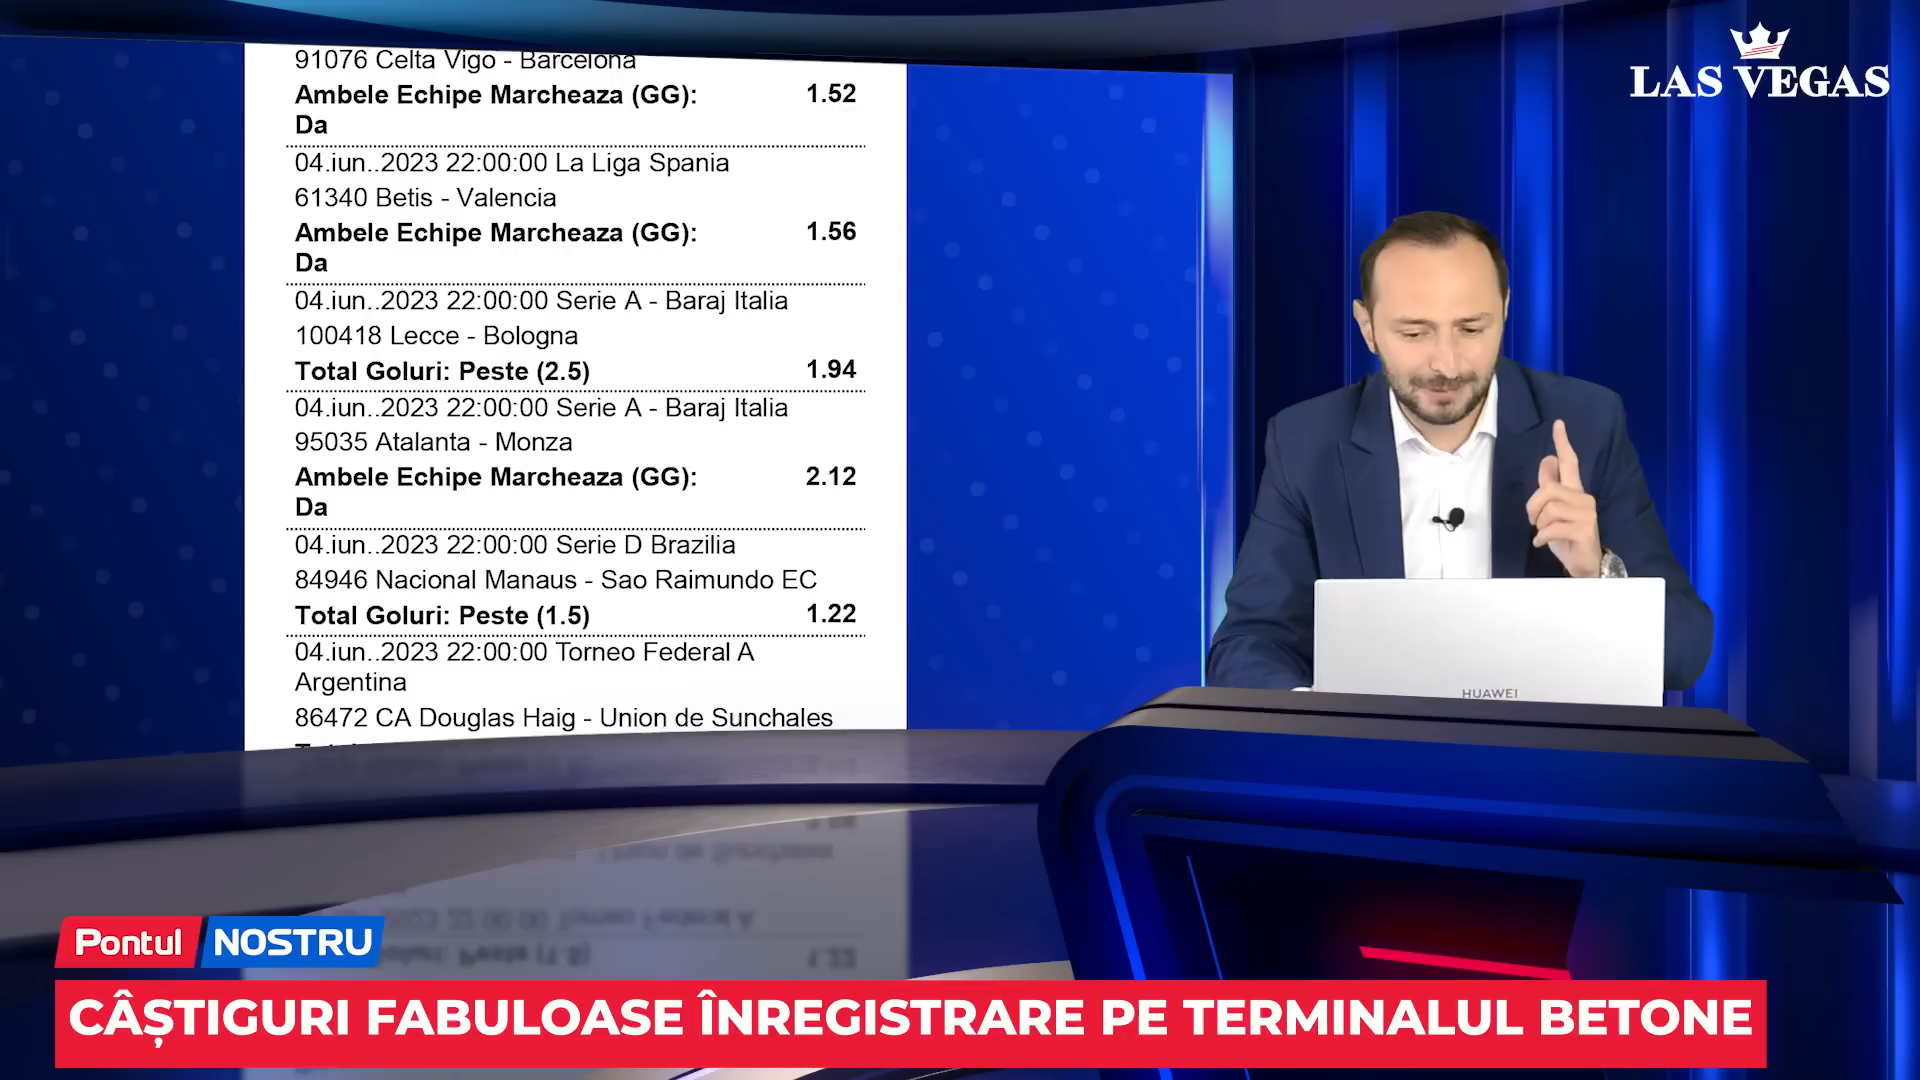 91076 Celta Vigo - Barcelona
Ambele Echipe Marcheaza (GG): 1.52
Da
04.iun..2023 22:00:00 La Liga Spania
61340 Betis - Valencia
Ambele Echipe Marcheaza (GG): 1.56
Da
04.iun..2023 22:00:00 Serie A - Baraj Italia
100418 Lecce - Bologna
Total Goluri: Peste (2.5) 1.94
04.iun..2023 22:00:00 Serie A - Baraj Italia
95035 Atalanta - Monza
Ambele Echipe Marcheaza (GG): 2.12
Da
04.iun..2023 22:00:00 Serie D Brazilia
84946 Nacional Manaus - Sao Raimundo EC
Total Goluri: Peste (1.5) 1.22
04.iun..2023 22:00:00 Torneo Federal A
Argentina
86472 CA Douglas Haig - Union de Sunchales
LAS VEGAS
HUAWEI
Pontul NOSTRU
CÂȘTIGURI FABULOASE ÎNREGISTRARE PE TERMINALUL BETONE